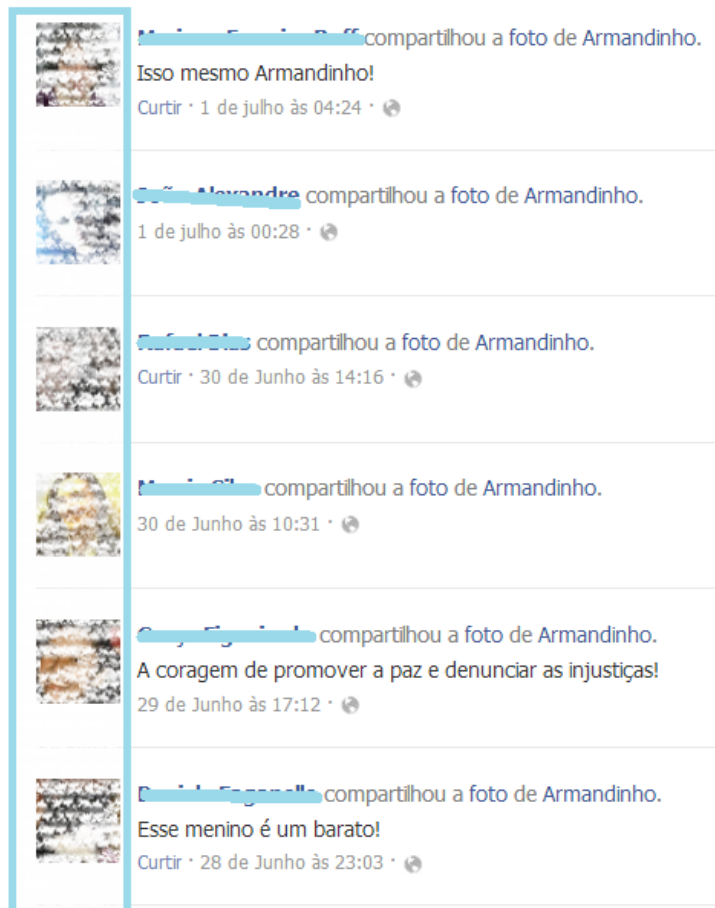 compartilhou a foto de Armandinho.
Isso mesmo Armandinho!
Curtir · 1 de julho às 04:24 ·
compartilhou a foto de Armandinho.
1 de julho às 00:28 ·
compartilhou a foto de Armandinho.
Curtir · 30 de Junho às 14:16 ·
compartilhou a foto de Armandinho.
30 de Junho às 10:31 ·
compartilhou a foto de Armandinho.
A coragem de promover a paz e denunciar as injustiças!
29 de Junho às 17:12 ·
compartilhou a foto de Armandinho.
Esse menino é um barato!
Curtir · 28 de Junho às 23:03 ·